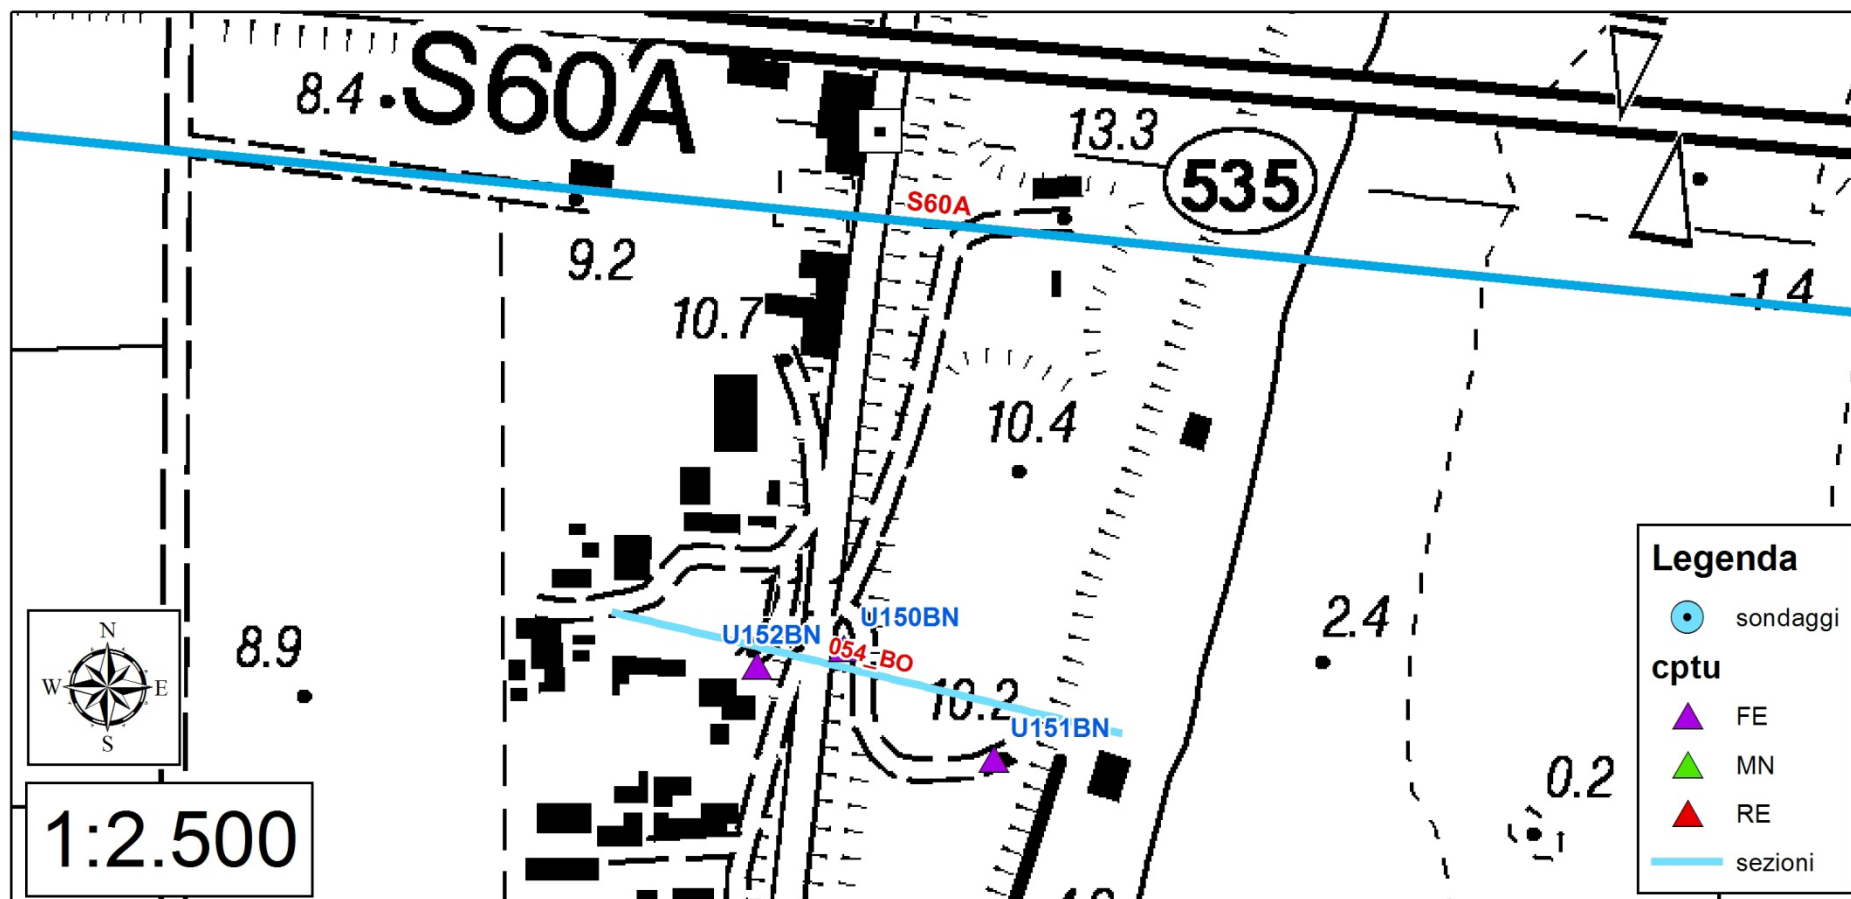 8.4
S60A
13.3
535
S60A
9.2
-1.4
10.7
10.4
Legenda
sondaggi
cptu
FE
MN
RE
sezioni
2.4
U150BN
U152BN
054_BO
8.9
N
W E
S
10.2
U151BN
0.2
1:2.500